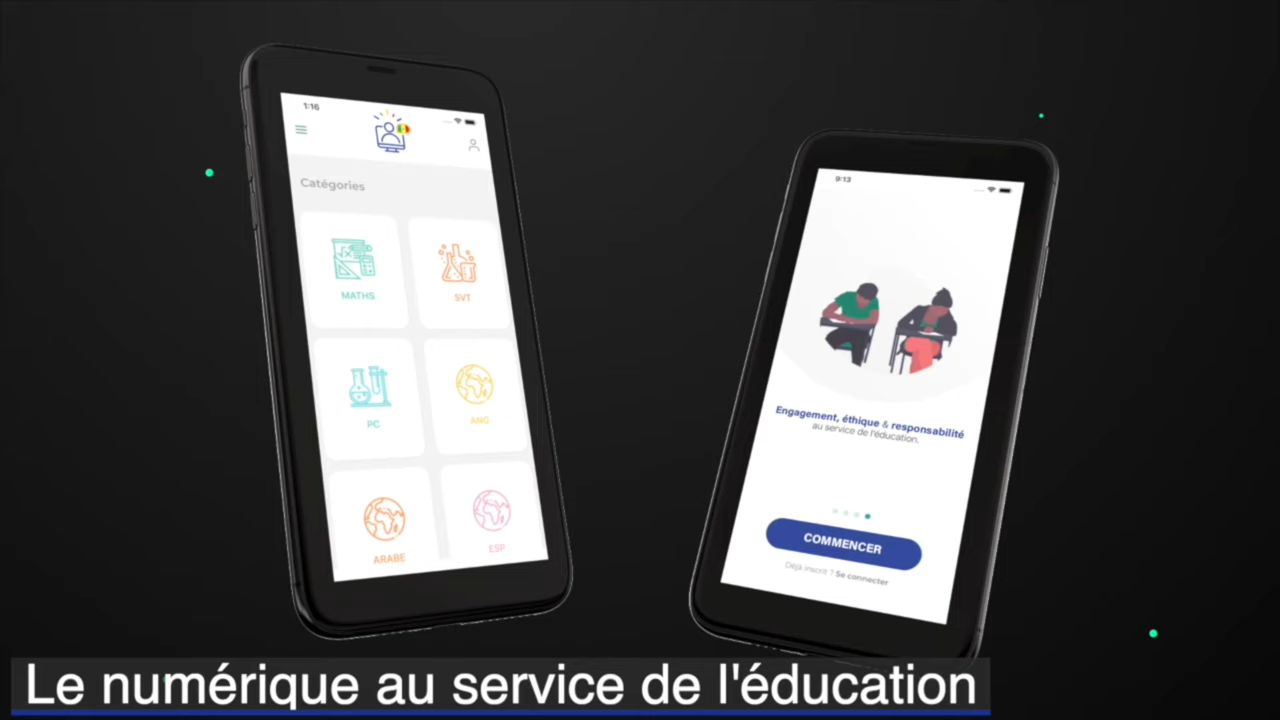 1:16
Catégories
MATHS
SVT
PC
ANG
ARABE
ESP
9:13
Engagement, éthique & responsabilité
au service de l'éducation.
COMMENCER
Déjà inscrit ? Se connecter
Le numérique au service de l'éducation